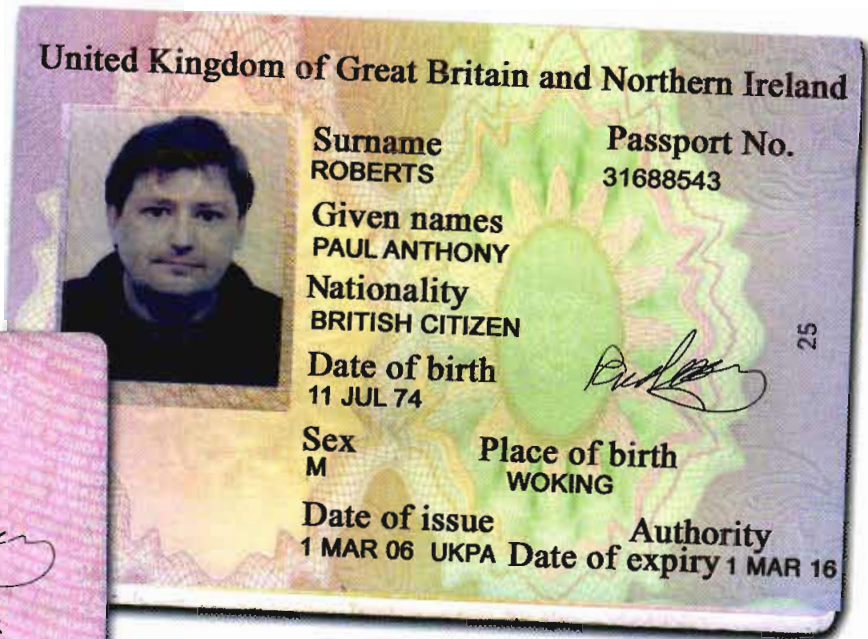 United Kingdom of Great Britain and Northern Ireland
Surname
ROBERTS
Passport No.
31688543
Given names
PAUL ANTHONY
Nationality
BRITISH CITIZEN
Date of birth
11 JUL 74
25
Sex
M
Place of birth
WOKING
Date of issue
1 MAR 06 UKPA
Authority
Date of expiry 1 MAR 16